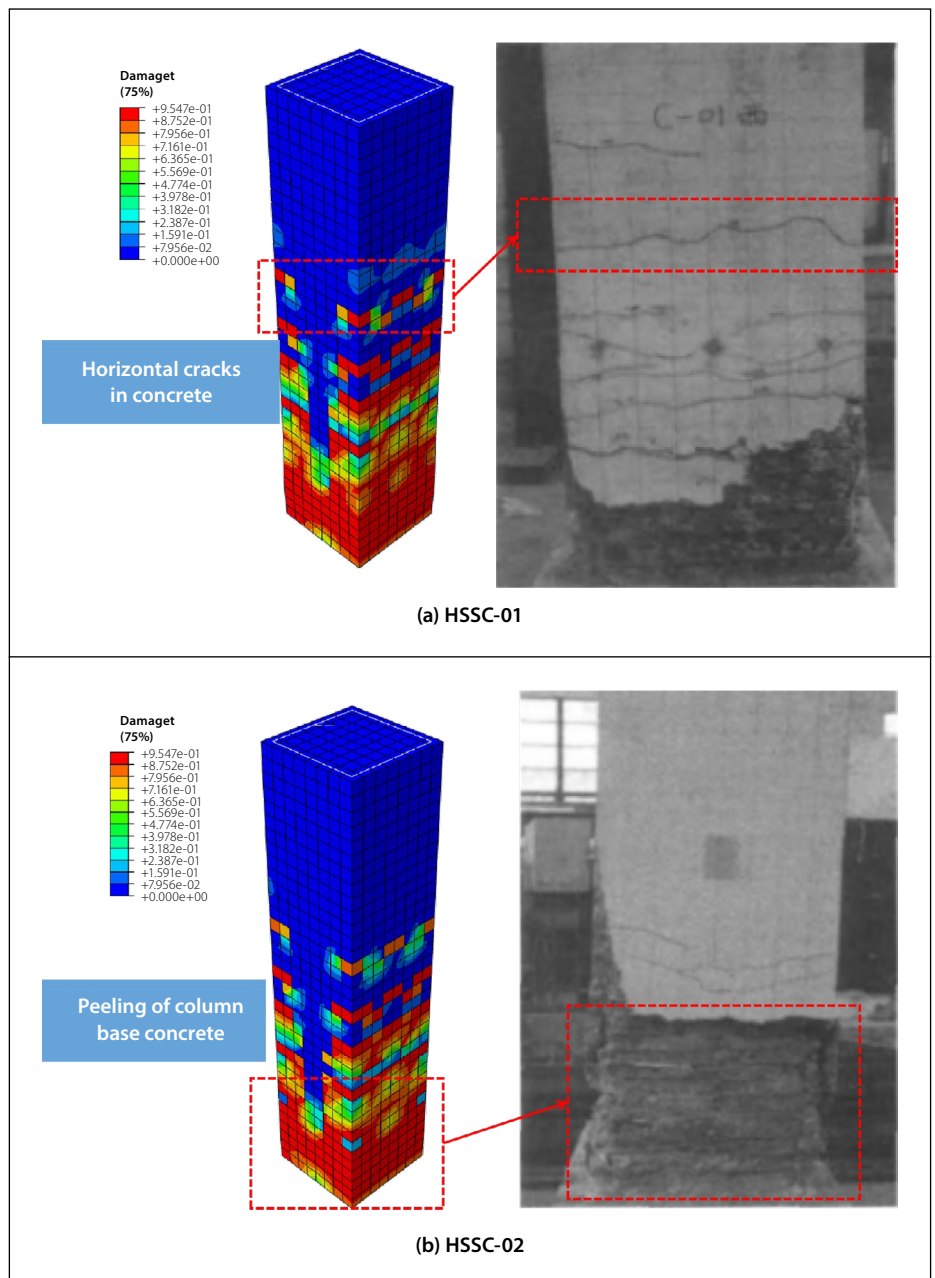 Damaget
(75%)
+9.547e-01
+8.752e-01
+7.956e-01
+7.161e-01
+6.365e-01
+5.569e-01
+4.774e-01
+3.978e-01
+3.182e-01
+2.387e-01
+1.591e-01
+7.956e-02
+0.000e+00
C-01西
Horizontal cracks
in concrete
(a) HSSC-01
Damaget
(75%)
+9.547e-01
+8.752e-01
+7.956e-01
+7.161e-01
+6.365e-01
+5.569e-01
+4.774e-01
+3.978e-01
+3.182e-01
+2.387e-01
+1.591e-01
+7.956e-02
+0.000e+00
Peeling of column
base concrete
(b) HSSC-02